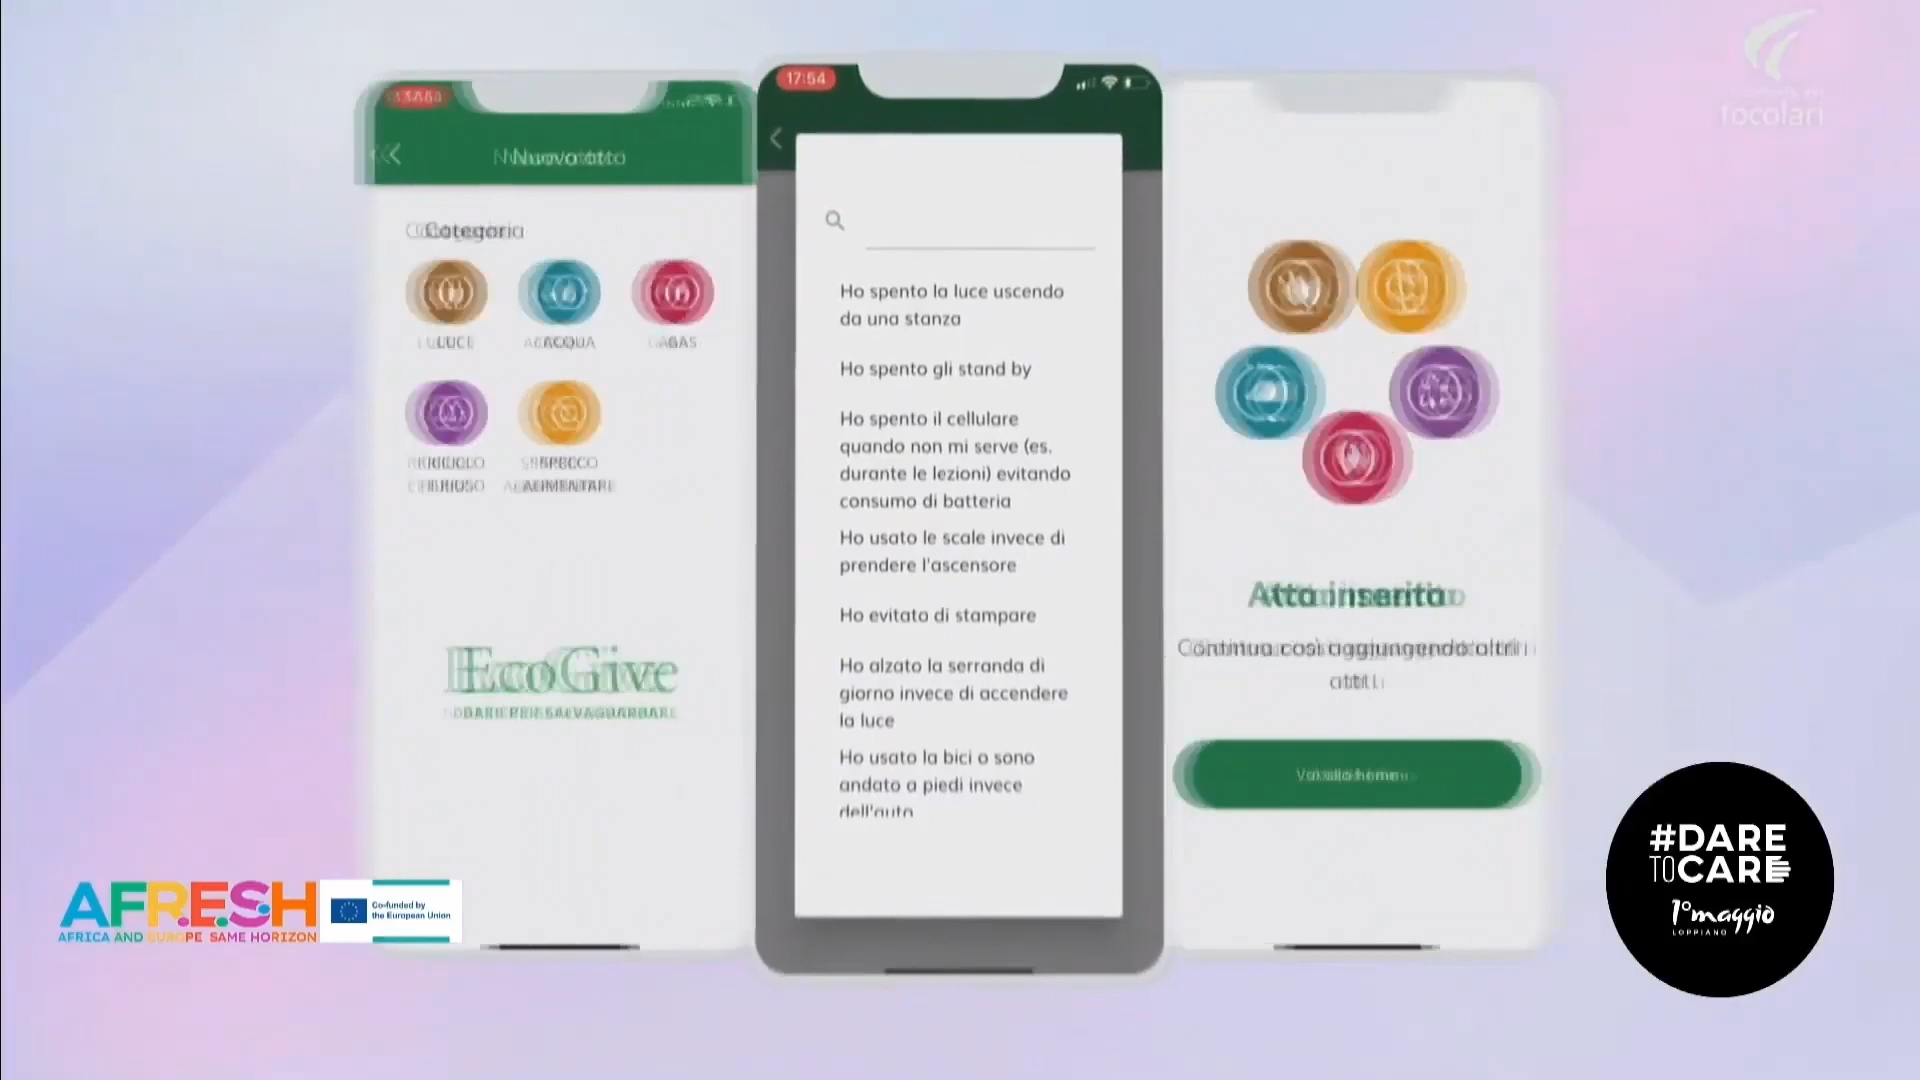 Nuovo atto
Categoria
LUCE
ACQUA
GAS
RICICLO
SPRECO
ALIMENTARE
EcoGive
DARE PER SALVAGUARDARE
17:54
Ho spento la luce uscendo
da una stanza
Ho spento gli stand by
Ho spento il cellulare
quando non mi serve (es.
durante le lezioni) evitando
consumo di batteria
Ho usato le scale invece di
prendere l'ascensore
Ho evitato di stampare
Ho alzato la serranda di
giorno invece di accendere
la luce
Ho usato la bici o sono
andato a piedi invece
dell'auto
Atto inserito
Continua così aggiungendo altri
atti
Vai alla home
focolari
AFRESH
AFRICA AND EUROPE SAME HORIZON
Co-funded by
the European Union
#DARE
TO CARE
1° maggio
LOPPIANO